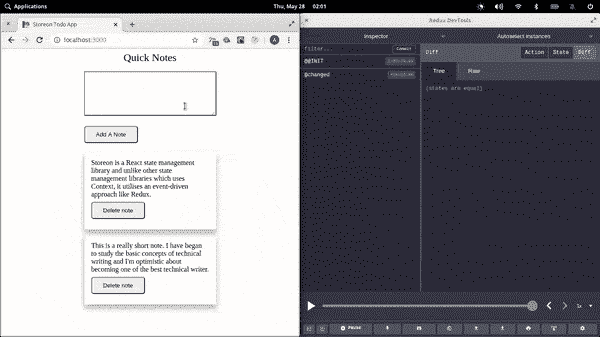 Applications
Thu, May 28 02:01
Storeon Todo App
Redux DevTools
localhost:3000
Inspector
Autoselect instances
filter...
Commit
Diff
Action
State
Diff
@@INIT
@changed
Tree
Raw
(states are equal)
Quick Notes
Add A Note
Storeon is a React state management
library and unlike other state
management libraries which uses
Context, it utilises an event-driven
approach like Redux.
Delete note
This is a really short note. I have began
to study the basic concepts of technical
writing and I'm optimistic about
becoming one of the best technical writer.
Delete note
1x
Pause